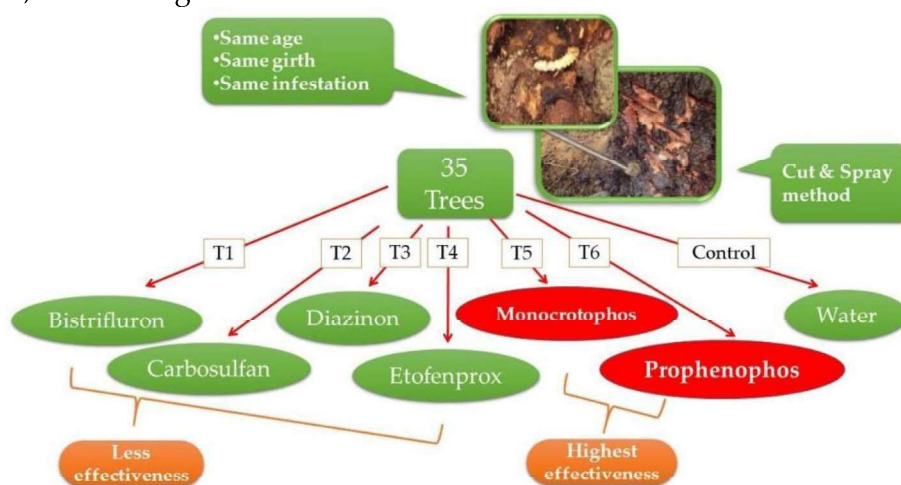 •Same age
•Same girth
•Same infestation
35
Trees
Cut & Spray
method
T1
T2
T3
T4
T5
T6
Control
Bistrifluron
Carbosulfan
Diazinon
Etofenprox
Monocrotophos
Prophenophos
Water
Less
effectiveness
Highest
effectiveness